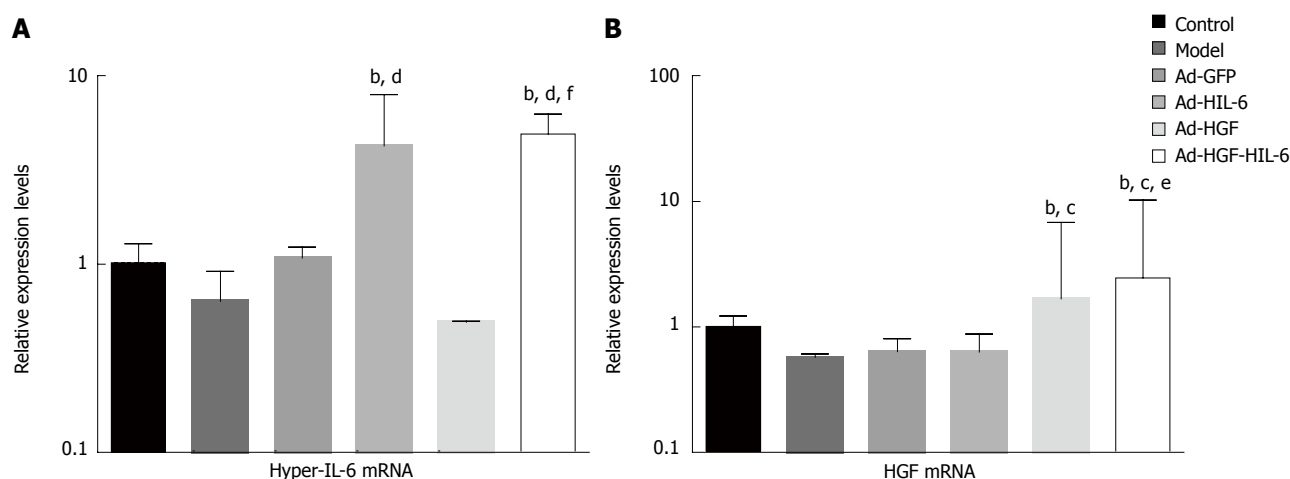 A
Relative expression levels
10
1
0.1
b, d
b, d, f
Hyper-IL-6 mRNA
B
Relative expression levels
100
10
1
0.1
b, c
b, c, e
HGF mRNA
Control
Model
Ad-GFP
Ad-HIL-6
Ad-HGF
Ad-HGF-HIL-6